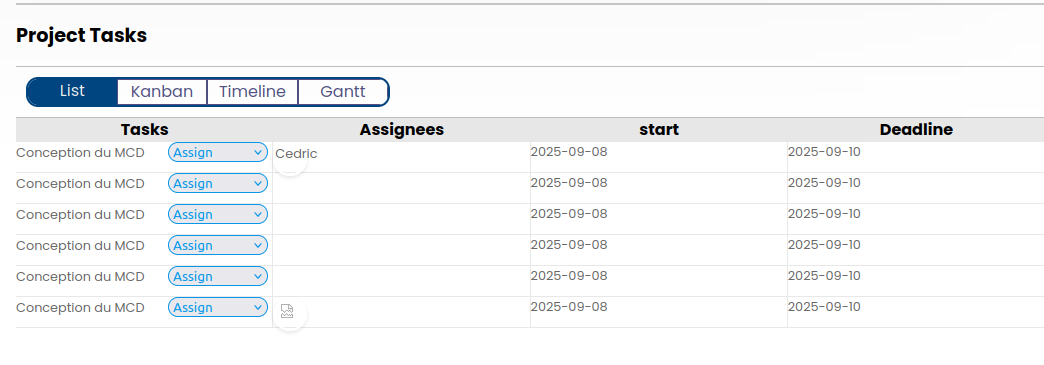 Project Tasks
List Kanban Timeline Gantt
Tasks Assignees start Deadline
Conception du MCD Assign Cedric 2025-09-08 2025-09-10
Conception du MCD Assign 2025-09-08 2025-09-10
Conception du MCD Assign 2025-09-08 2025-09-10
Conception du MCD Assign 2025-09-08 2025-09-10
Conception du MCD Assign 2025-09-08 2025-09-10
Conception du MCD Assign 2025-09-08 2025-09-10